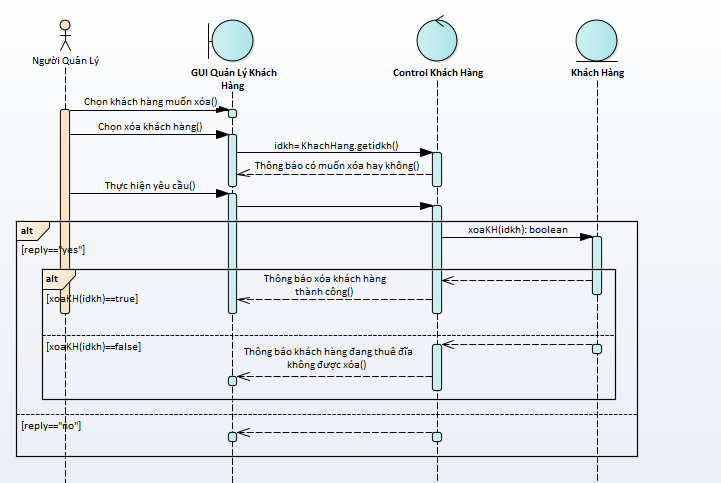 Người Quản Lý
GUI Quản Lý Khách
Hàng
Control Khách Hàng
Khách Hàng
Chọn khách hàng muốn xóa()
Chọn xóa khách hàng()
idkh= KhachHang.getidkh()
Thông báo có muốn xóa hay không()
Thực hiện yêu cầu()
alt
xoaKH(idkh): boolean
[reply=="yes"]
alt
Thông báo xóa khách hàng
thành công()
[xoaKH(idkh)==true]
[xoaKH(idkh)==false]
Thông báo khách hàng đang thuê đĩa
không được xóa()
[reply=="no"]